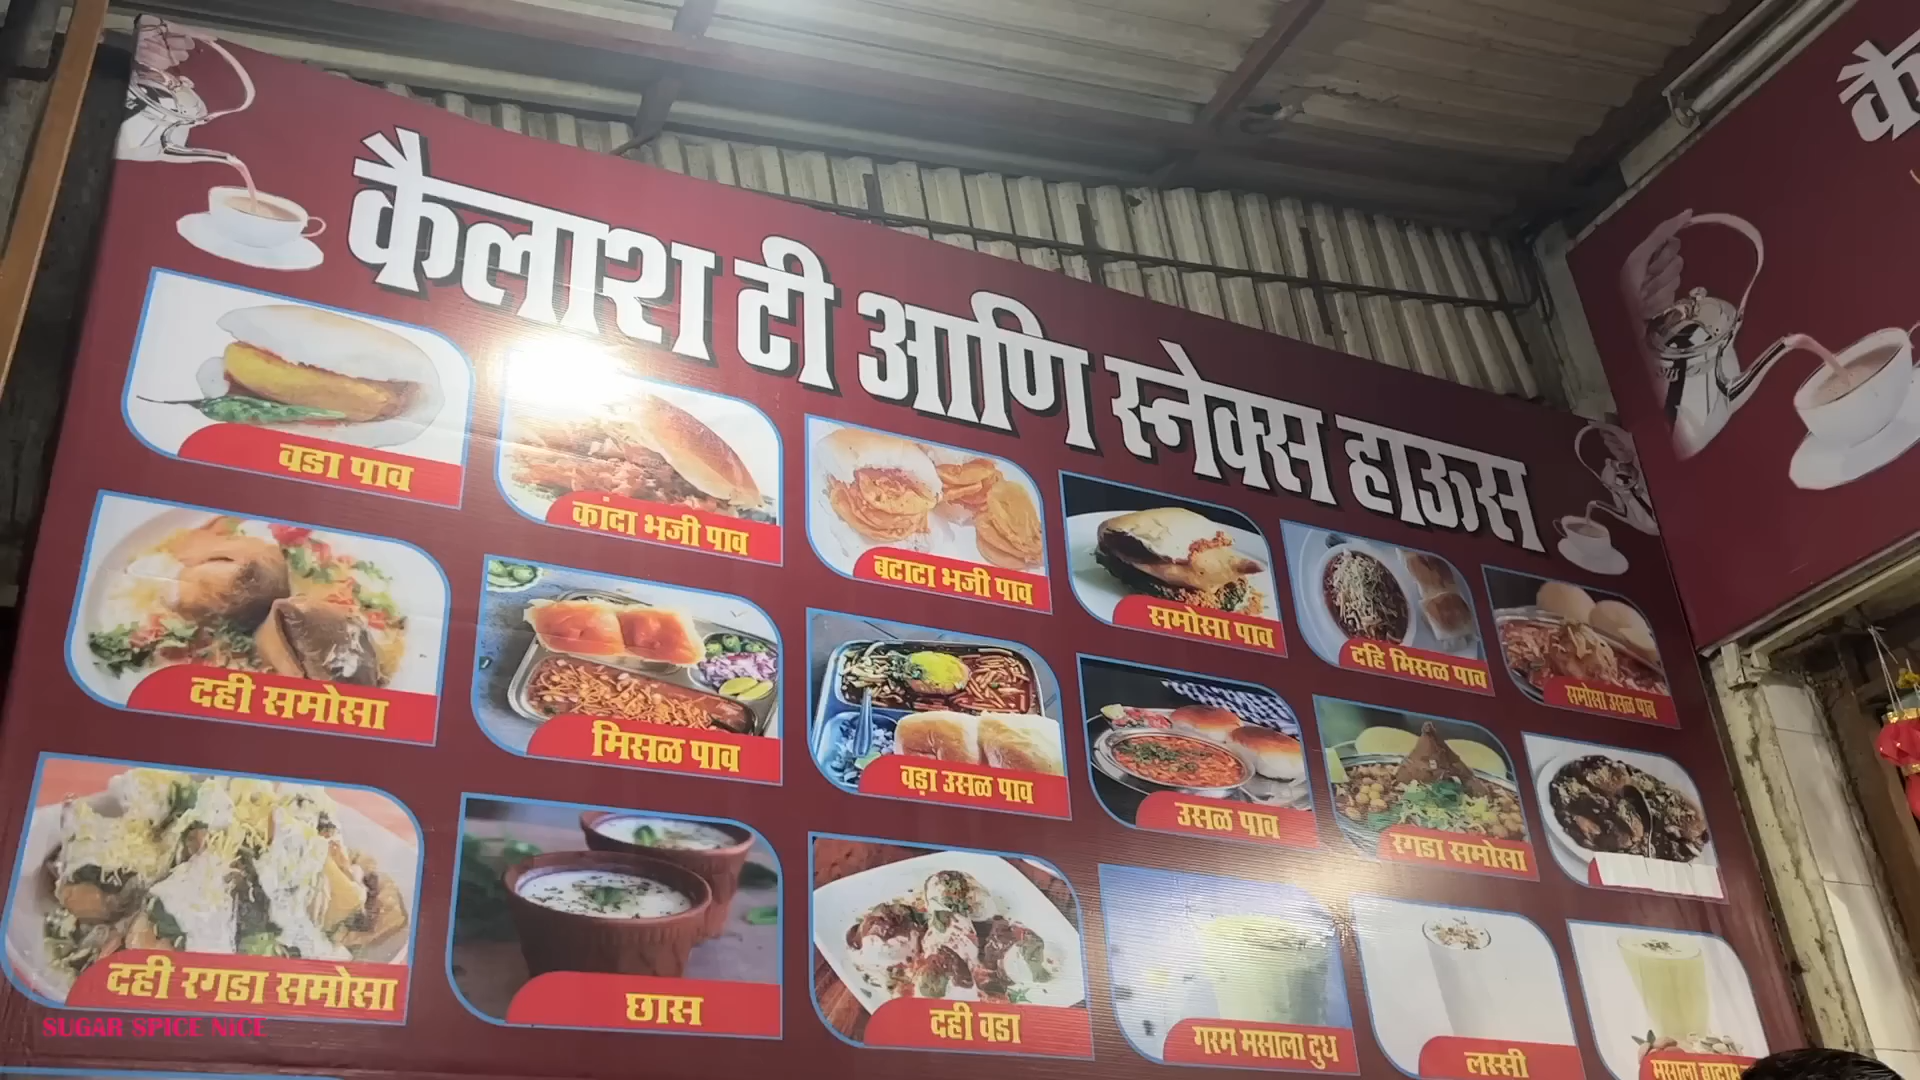 कैलाश टी आणि स्नेक्स हाऊस
कै
वडा पाव
कांदा भजी पाव
बटाटा भजी पाव
समोसा पाव
दहि मिसळ पाव
समोसा उसळ पाव
दही समोसा
मिसळ पाव
वड़ा उसळ पाव
उसळ पाव
रगडा समोसा
दही रगडा समोसा
छास
दही वडा
गरम मसाला दुध
लस्सी
मसाला
SUGAR SPICE NICE